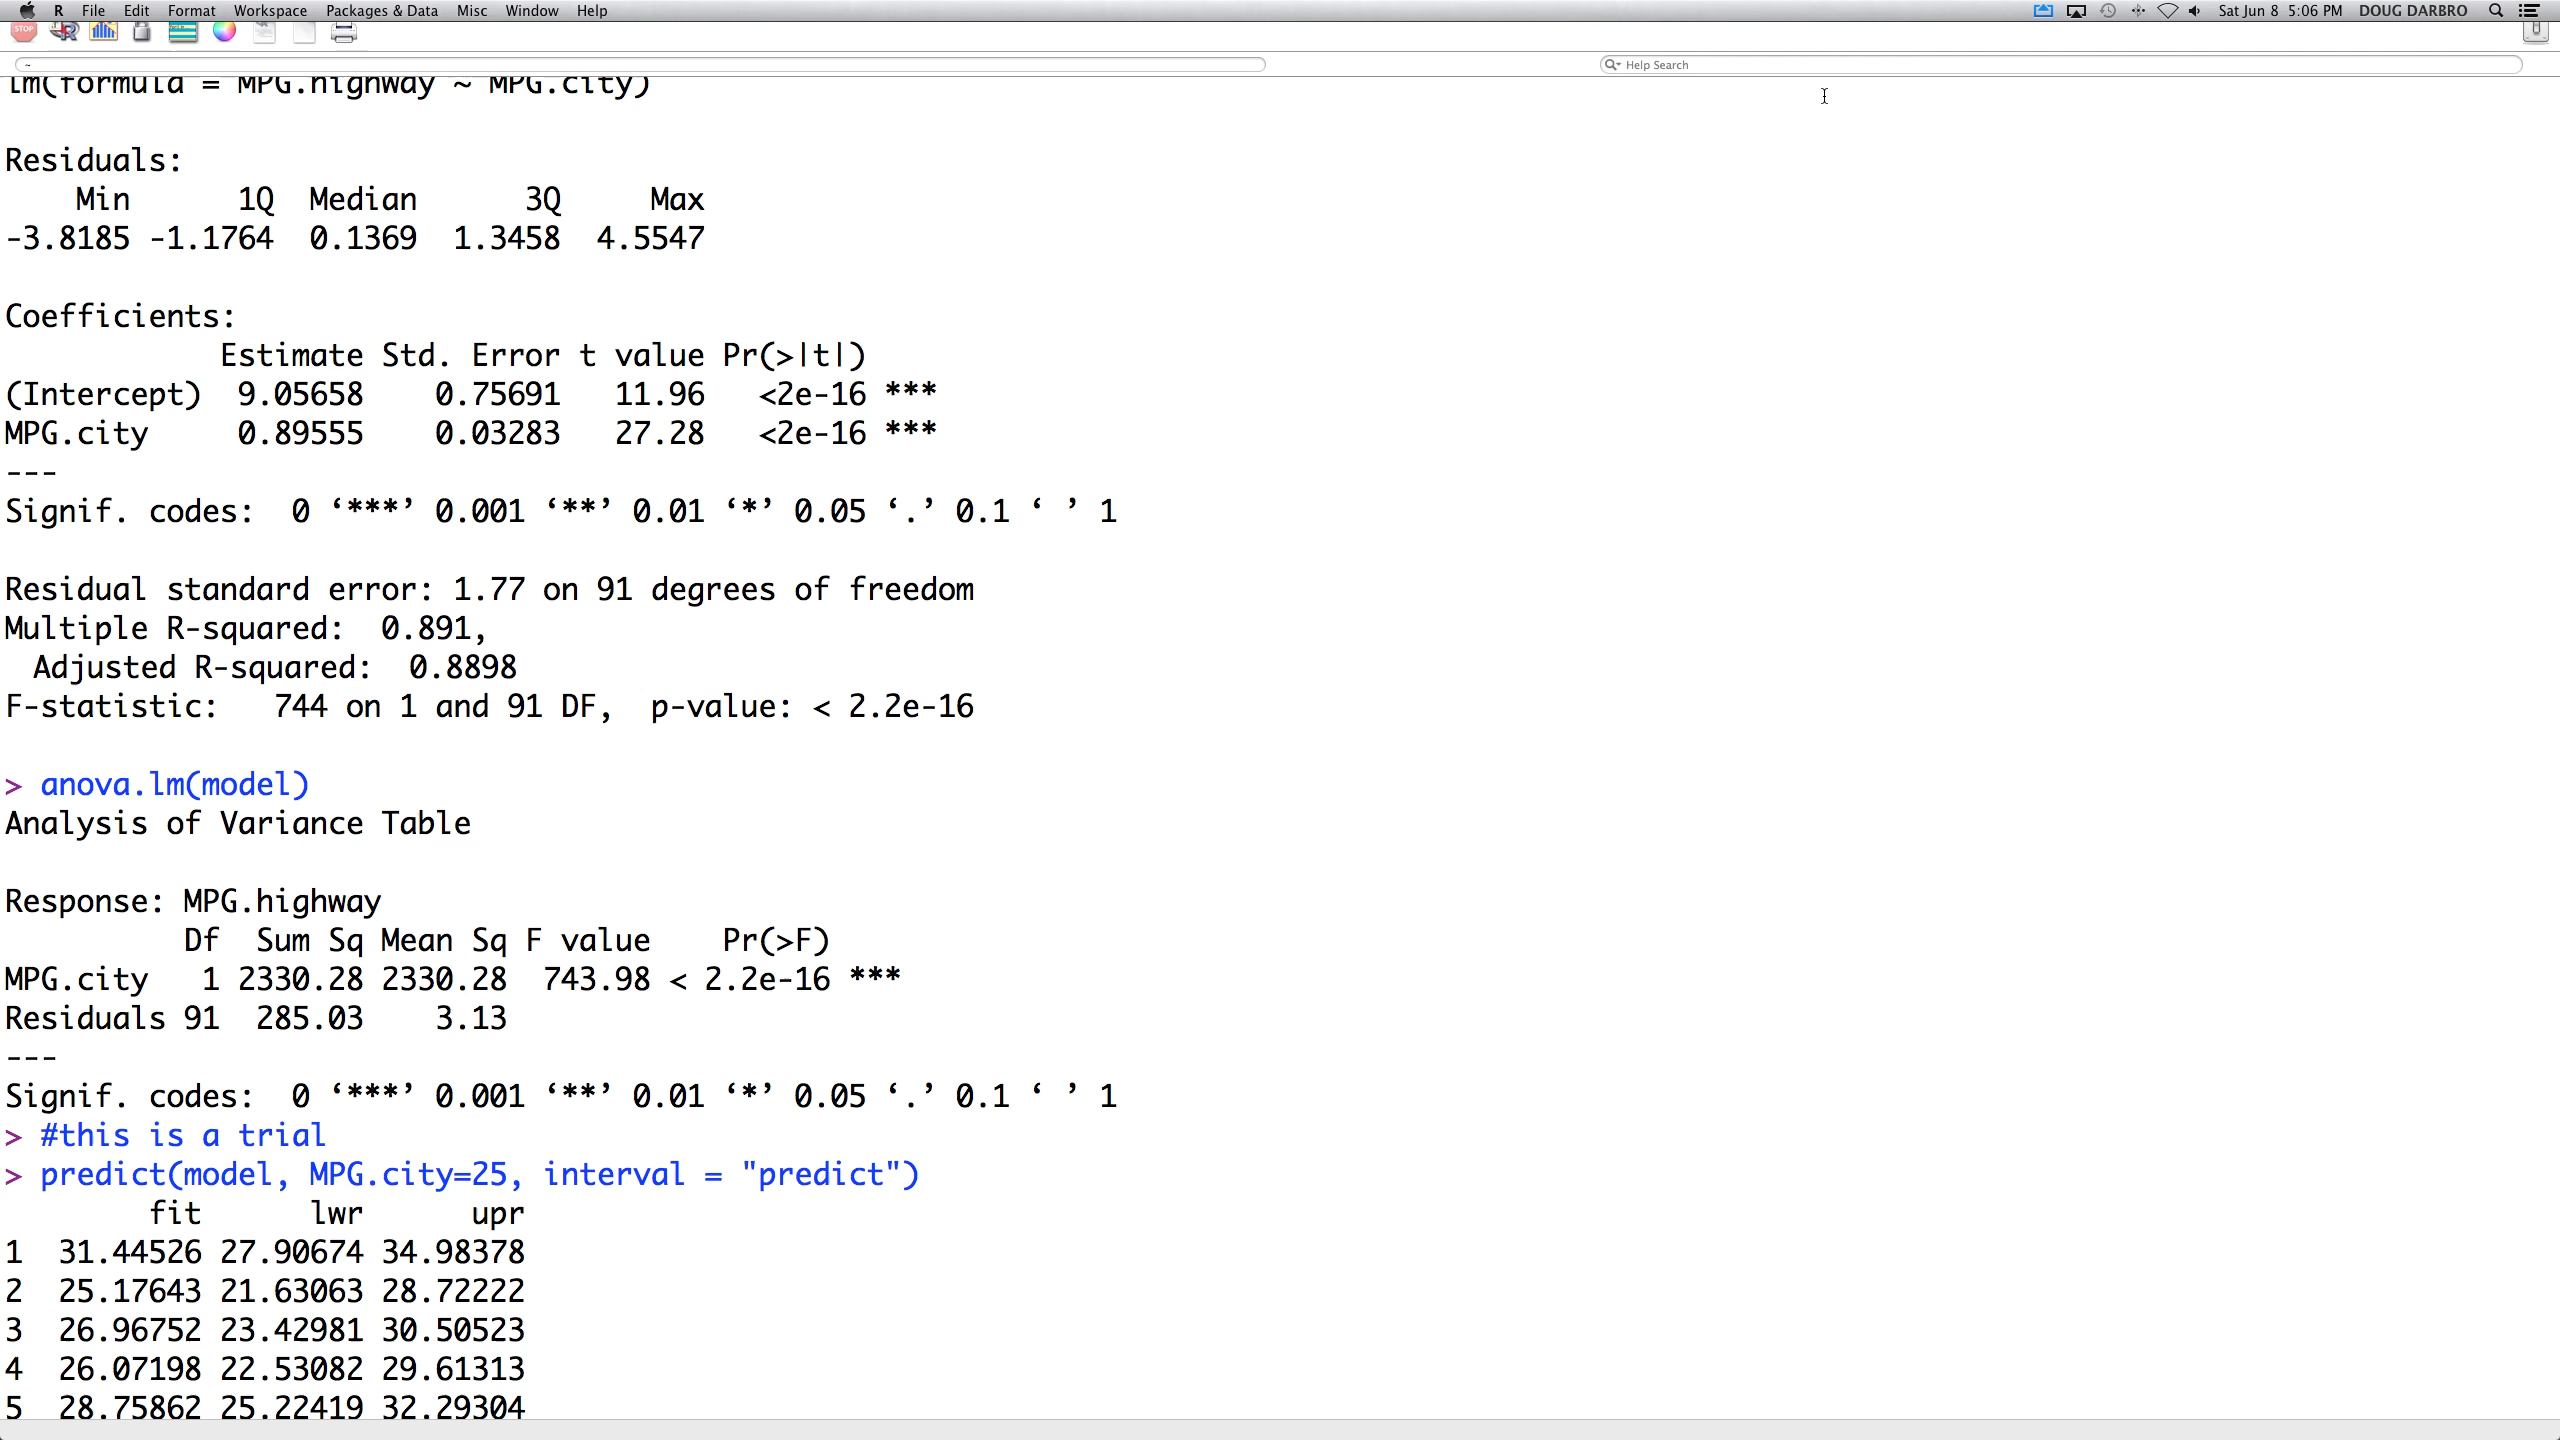 R File Edit Format Workspace Packages & Data Misc Window Help Sat Jun 8 5:06 PM DOUG DARBRO
STOP
~ Help Search
lm(formula = MPG.highway ~ MPG.city)
Residuals:
Min 1Q Median 3Q Max
-3.8185 -1.1764 0.1369 1.3458 4.5547
Coefficients:
Estimate Std. Error t value Pr(>|t|)
(Intercept) 9.05658 0.75691 11.96 <2e-16 ***
MPG.city 0.89555 0.03283 27.28 <2e-16 ***
---
Signif. codes: 0 ‘***’ 0.001 ‘**’ 0.01 ‘*’ 0.05 ‘.’ 0.1 ‘ ’ 1
Residual standard error: 1.77 on 91 degrees of freedom
Multiple R-squared: 0.891,
Adjusted R-squared: 0.8898
F-statistic: 744 on 1 and 91 DF, p-value: < 2.2e-16
> anova.lm(model)
Analysis of Variance Table
Response: MPG.highway
Df Sum Sq Mean Sq F value Pr(>F)
MPG.city 1 2330.28 2330.28 743.98 < 2.2e-16 ***
Residuals 91 285.03 3.13
---
Signif. codes: 0 ‘***’ 0.001 ‘**’ 0.01 ‘*’ 0.05 ‘.’ 0.1 ‘ ’ 1
> #this is a trial
> predict(model, MPG.city=25, interval = "predict")
fit lwr upr
1 31.44526 27.90674 34.98378
2 25.17643 21.63063 28.72222
3 26.96752 23.42981 30.50523
4 26.07198 22.53082 29.61313
5 28.75862 25.22419 32.29304